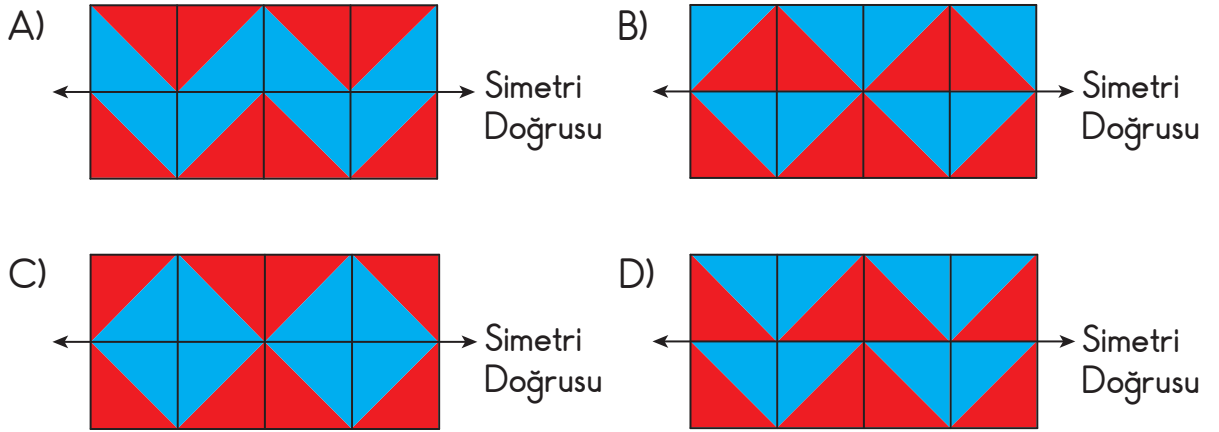 A)
Simetri
Doğrusu
B)
Simetri
Doğrusu
C)
Simetri
Doğrusu
D)
Simetri
Doğrusu